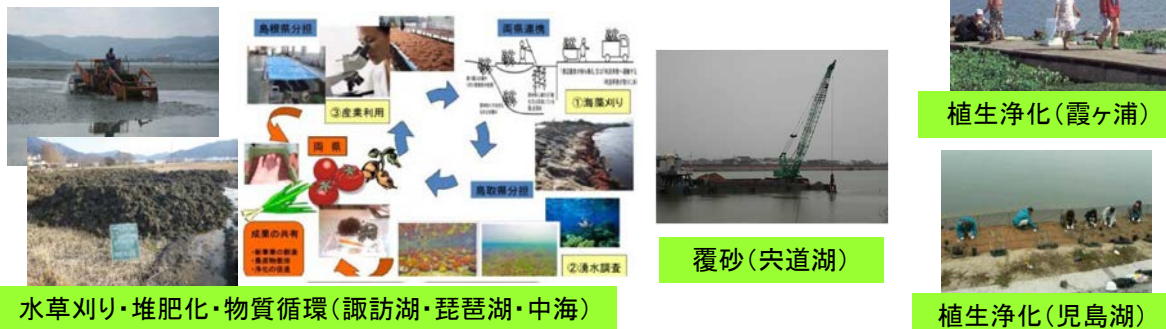 島根県分担
両県連携
③産業利用
①海藻刈り
両 県
鳥取県分担
成果の共有
②湧水調査
水草刈り・堆肥化・物質循環（諏訪湖・琵琶湖・中海）
覆砂（宍道湖）
植生浄化（霞ヶ浦）
植生浄化（児島湖）